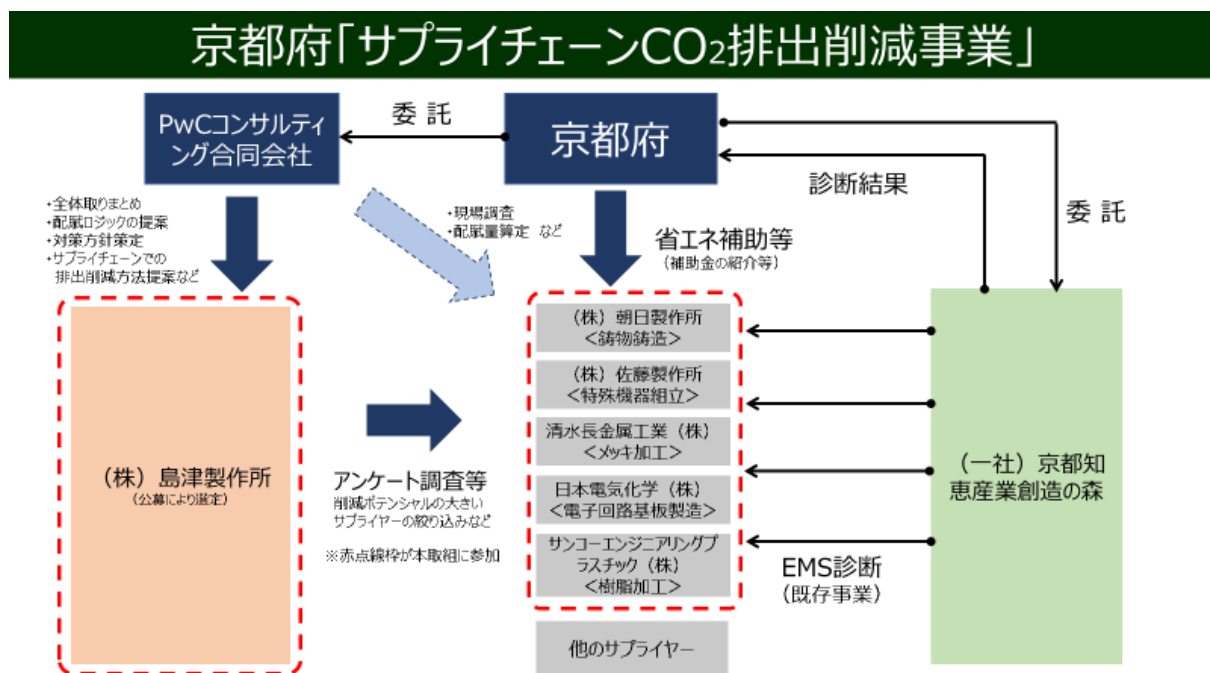 京都府「サプライチェーンCO₂排出削減事業」
PwCコンサルティ
ング合同会社
委 託
京都府
診断結果
委 託
・全体取りまとめ
・配賦ロジックの提案
・対策方針策定
・サプライチェーンでの
排出削減方法提案など
・現場調査
・配賦量算定 など
省エネ補助等
（補助金の紹介等）
（株）島津製作所
（公募により選定）
アンケート調査等
削減ポテンシャルの大きい
サプライヤーの絞り込みなど
※赤点線枠が本取組に参加
（株）朝日製作所
＜鋳物鋳造＞
（株）佐藤製作所
＜特殊機器組立＞
清水長金属工業（株）
＜メッキ加工＞
日本電気化学（株）
＜電子回路基板製造＞
サンコーエンジニアリングプ
ラスチック（株）
＜樹脂加工＞
他のサプライヤー
EMS診断
（既存事業）
（一社）京都知
恵産業創造の森